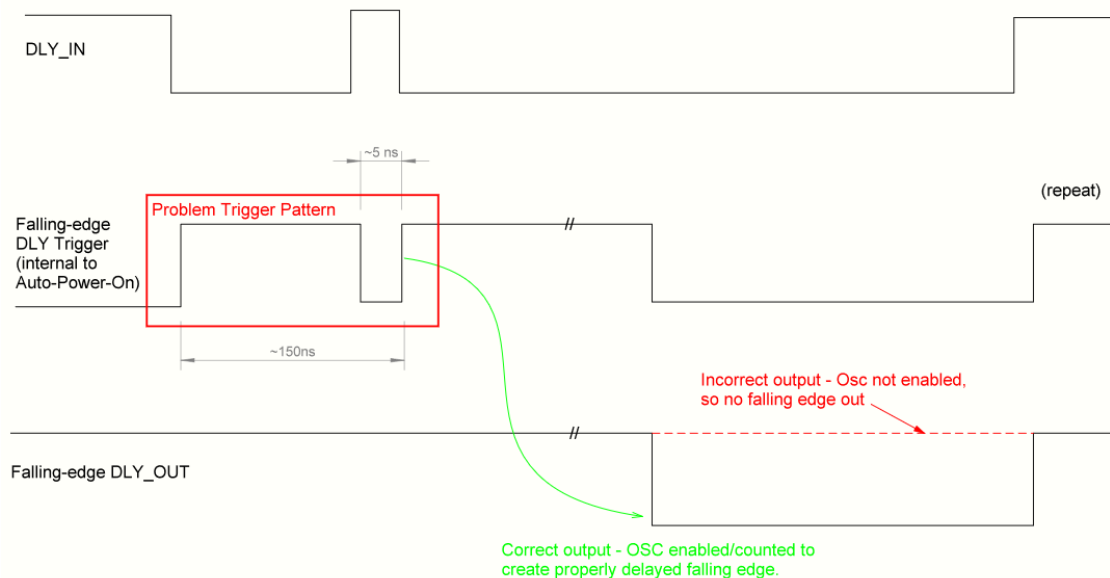 DLY_IN
~5 ns
Problem Trigger Pattern
(repeat)
Falling-edge
DLY Trigger
(internal to
Auto-Power-On)
//
~150ns
Incorrect output - Osc not enabled,
so no falling edge out
//
Falling-edge DLY_OUT
Correct output - OSC enabled/counted to
create properly delayed falling edge.